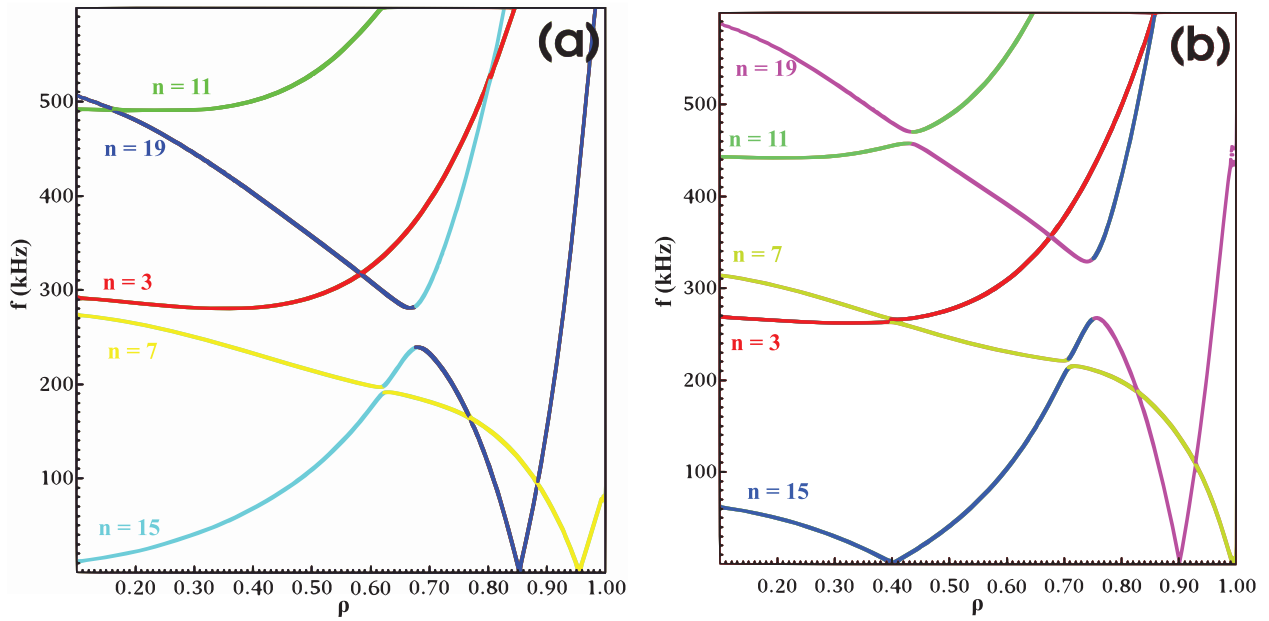 (a)
n = 11
500
n = 19
400
f (kHz)
n = 3
300
n = 7
200
100
n = 15
0.20 0.30 0.40 0.50 0.60 0.70 0.80 0.90 1.00
ρ
(b)
n = 19
500
n = 11
400
f (kHz)
n = 7
300
n = 3
200
100
n = 15
0.20 0.30 0.40 0.50 0.60 0.70 0.80 0.90 1.00
ρ